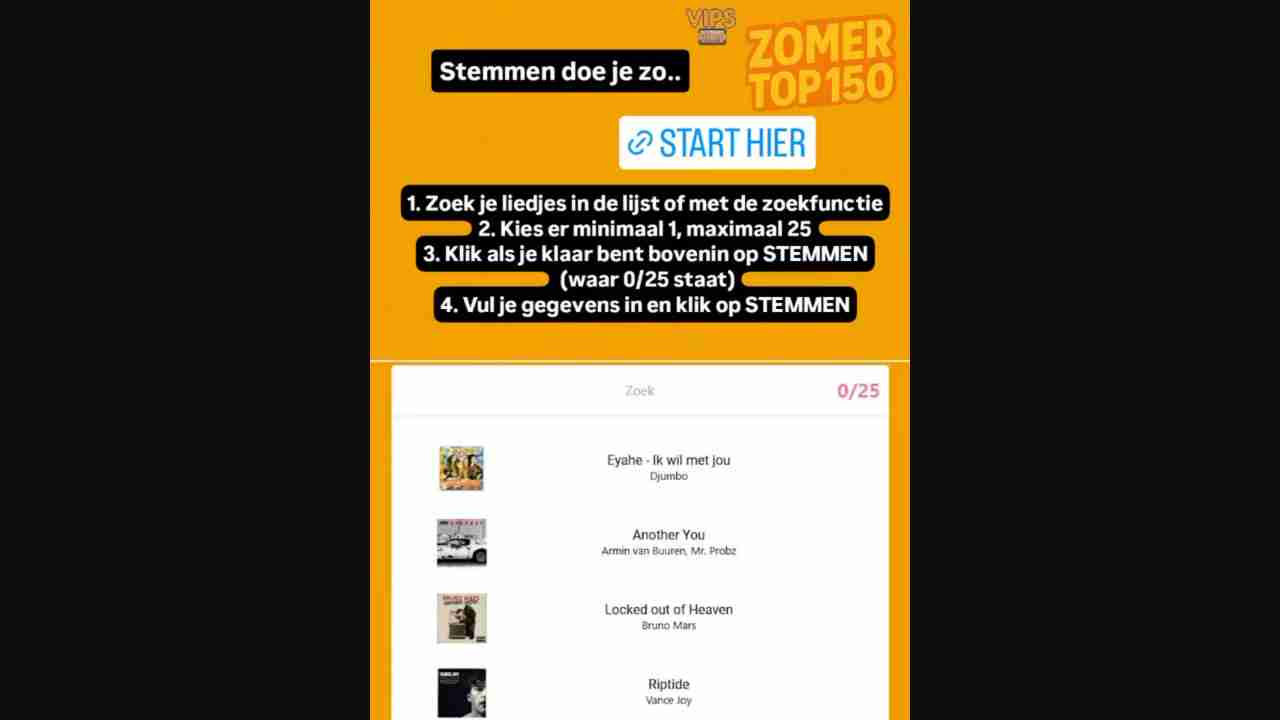 VIPS
ZOMER
TOP 150
Stemmen doe je zo..
START HIER
1. Zoek je liedjes in de lijst of met de zoekfunctie
2. Kies er minimaal 1, maximaal 25
3. Klik als je klaar bent bovenin op STEMMEN
(waar 0/25 staat)
4. Vul je gegevens in en klik op STEMMEN
Zoek
0/25
Eyahe - Ik wil met jou
Djumbo
Another You
Armin van Buuren, Mr. Probz
Locked out of Heaven
Bruno Mars
Riptide
Vance Joy